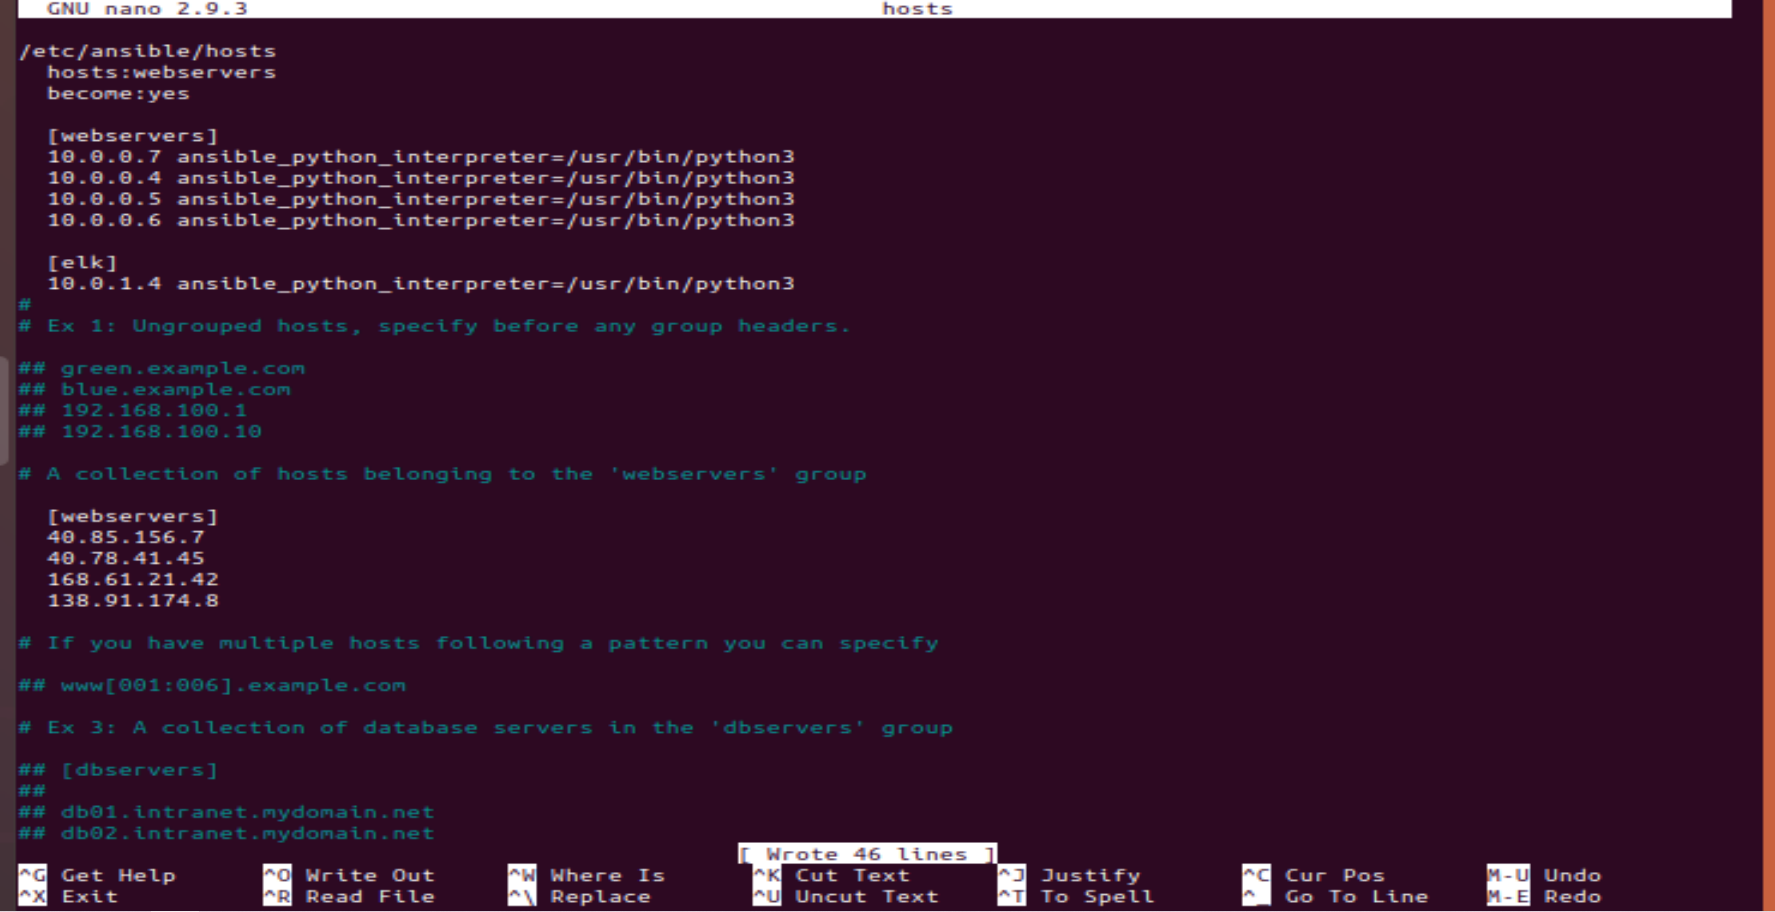 GNU nano 2.9.3 hosts
/etc/ansible/hosts
hosts:webservers
become:yes
[webservers]
10.0.0.7 ansible_python_interpreter=/usr/bin/python3
10.0.0.4 ansible_python_interpreter=/usr/bin/python3
10.0.0.5 ansible_python_interpreter=/usr/bin/python3
10.0.0.6 ansible_python_interpreter=/usr/bin/python3
[elk]
10.0.1.4 ansible_python_interpreter=/usr/bin/python3
#
# Ex 1: Ungrouped hosts, specify before any group headers.
## green.example.com
## blue.example.com
## 192.168.100.1
## 192.168.100.10
# A collection of hosts belonging to the 'webservers' group
[webservers]
40.85.156.7
40.78.41.45
168.61.21.42
138.91.174.8
# If you have multiple hosts following a pattern you can specify
## www[001:006].example.com
# Ex 3: A collection of database servers in the 'dbservers' group
## [dbservers]
##
## db01.intranet.mydomain.net
## db02.intranet.mydomain.net
[ Wrote 46 lines ]
^G Get Help ^O Write Out ^W Where Is ^K Cut Text ^J Justify ^C Cur Pos M-U Undo
^X Exit ^R Read File ^\ Replace ^U Uncut Text ^T To Spell ^_ Go To Line M-E Redo